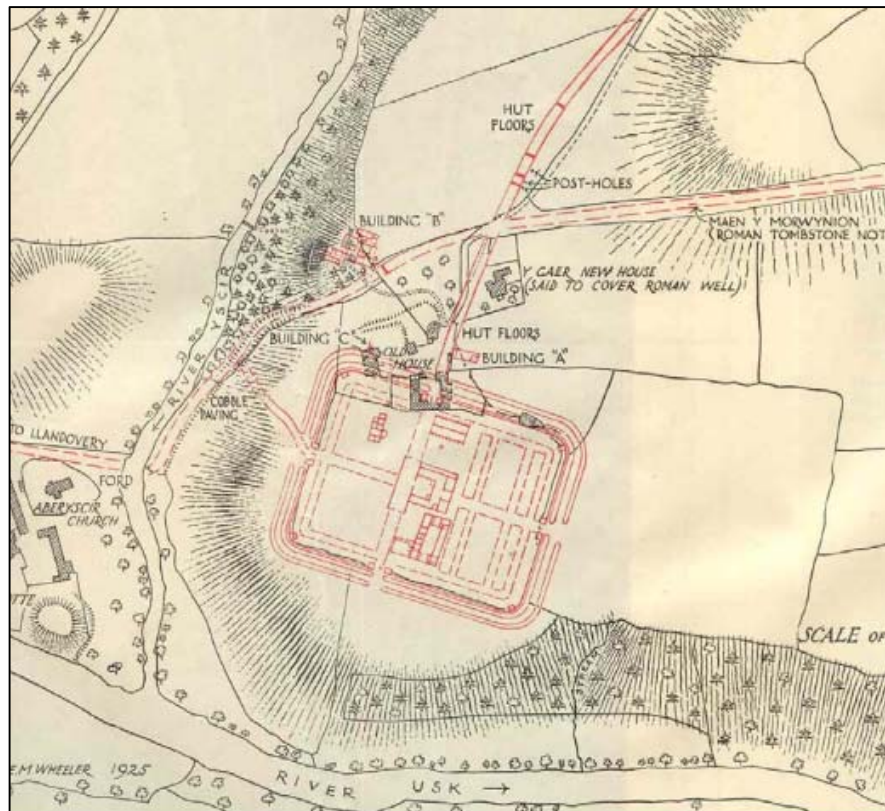 HUT
FLOORS
POST-HOLES
BUILDING "B"
MAEN Y MORWYNION
(ROMAN TOMBSTONE NOT
Y GAER NEW HOUSE
(SAID TO COVER ROMAN WELL)
RIVER YSCIR
HUT FLOORS
BUILDING "C"
OLD
HOUSE
BUILDING "A"
COBBLE
PAVING
TO LLANDOVERY
FORD
ABERYSCIR
CHURCH
OTTE
SCALE OF
STREAM
E.M WHEELER 1925
RIVER USK →